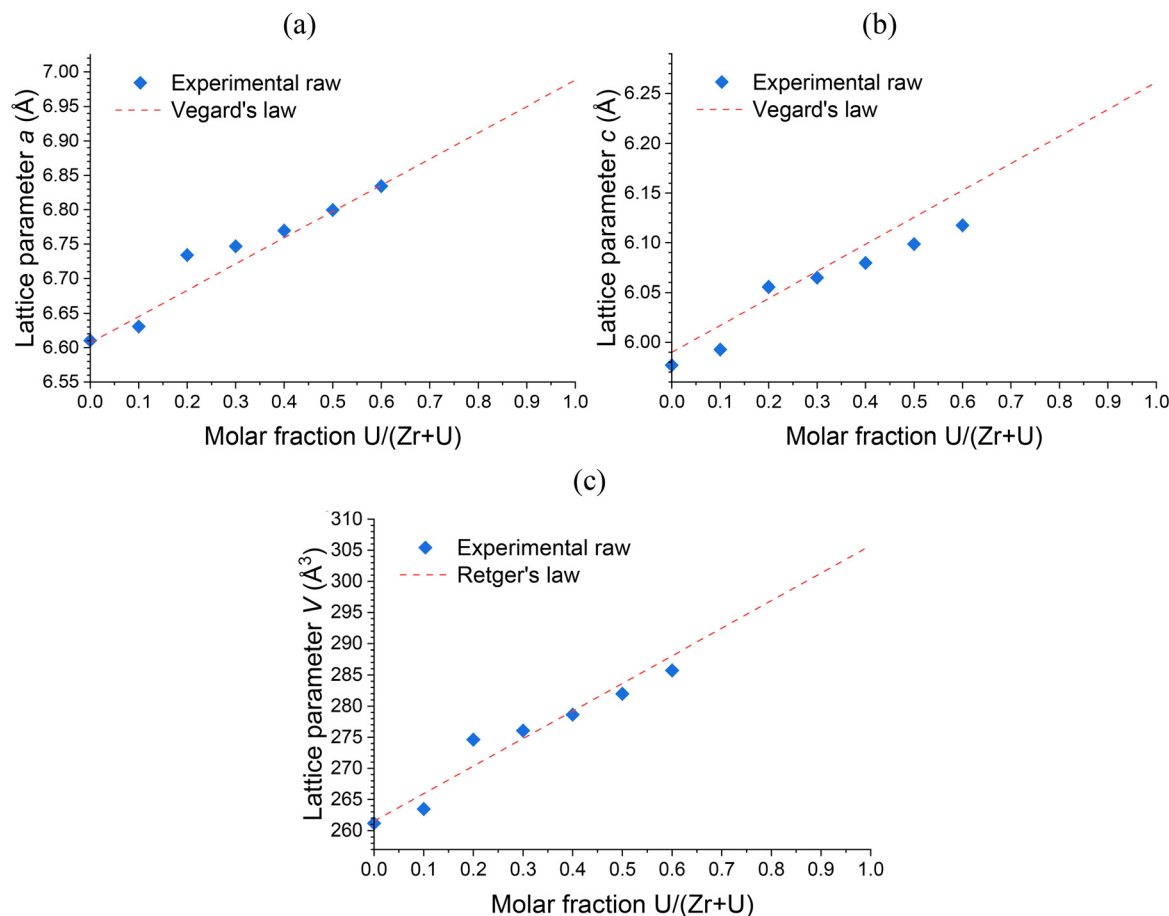 (a)
7.00
6.95
6.90
6.85
6.80
6.75
6.70
6.65
6.60
6.55
Lattice parameter a (Å)
Experimental raw
Vegard's law
0.0 0.1 0.2 0.3 0.4 0.5 0.6 0.7 0.8 0.9 1.0
Molar fraction U/(Zr+U)
(b)
6.25
6.20
6.15
6.10
6.05
6.00
Lattice parameter c (Å)
Experimental raw
Vegard's law
0.0 0.1 0.2 0.3 0.4 0.5 0.6 0.7 0.8 0.9 1.0
Molar fraction U/(Zr+U)
(c)
310
305
300
295
290
285
280
275
270
265
260
Lattice parameter V (Å³)
Experimental raw
Retger's law
0.0 0.1 0.2 0.3 0.4 0.5 0.6 0.7 0.8 0.9 1.0
Molar fraction U/(Zr+U)